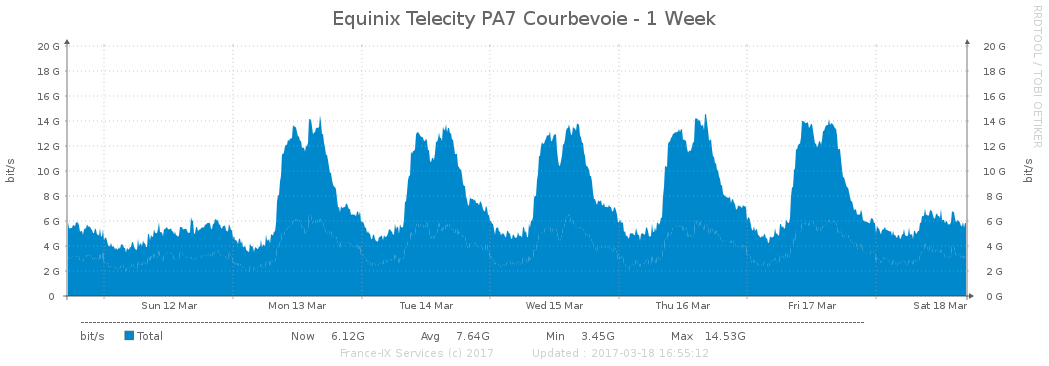 Equinix Telecity PA7 Courbevoie - 1 Week
RRDTOOL / TOBI OETIKER
bit/s
20 G 20 G
18 G 18 G
16 G 16 G
14 G 14 G
12 G 12 G
10 G 10 G
8 G 8 G
6 G 6 G
4 G 4 G
2 G 2 G
0 0 G
bit/s
Sun 12 Mar Mon 13 Mar Tue 14 Mar Wed 15 Mar Thu 16 Mar Fri 17 Mar Sat 18 Mar
bit/s Total Now 6.12G Avg 7.64G Min 3.45G Max 14.53G
France-IX Services (c) 2017 Updated : 2017-03-18 16:55:12